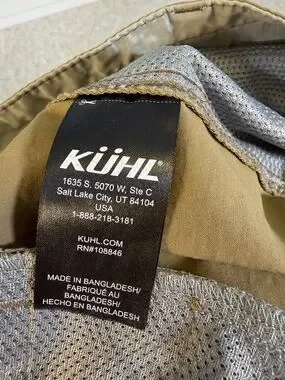 KÜHL
1635 S. 5070 W, Ste C
Salt Lake City, UT 84104
USA
1-888-218-3181
KUHL.COM
RN#108846
MADE IN BANGLADESH/
FABRIQUÉ AU
BANGLADESH/
HECHO EN BANGLADESH